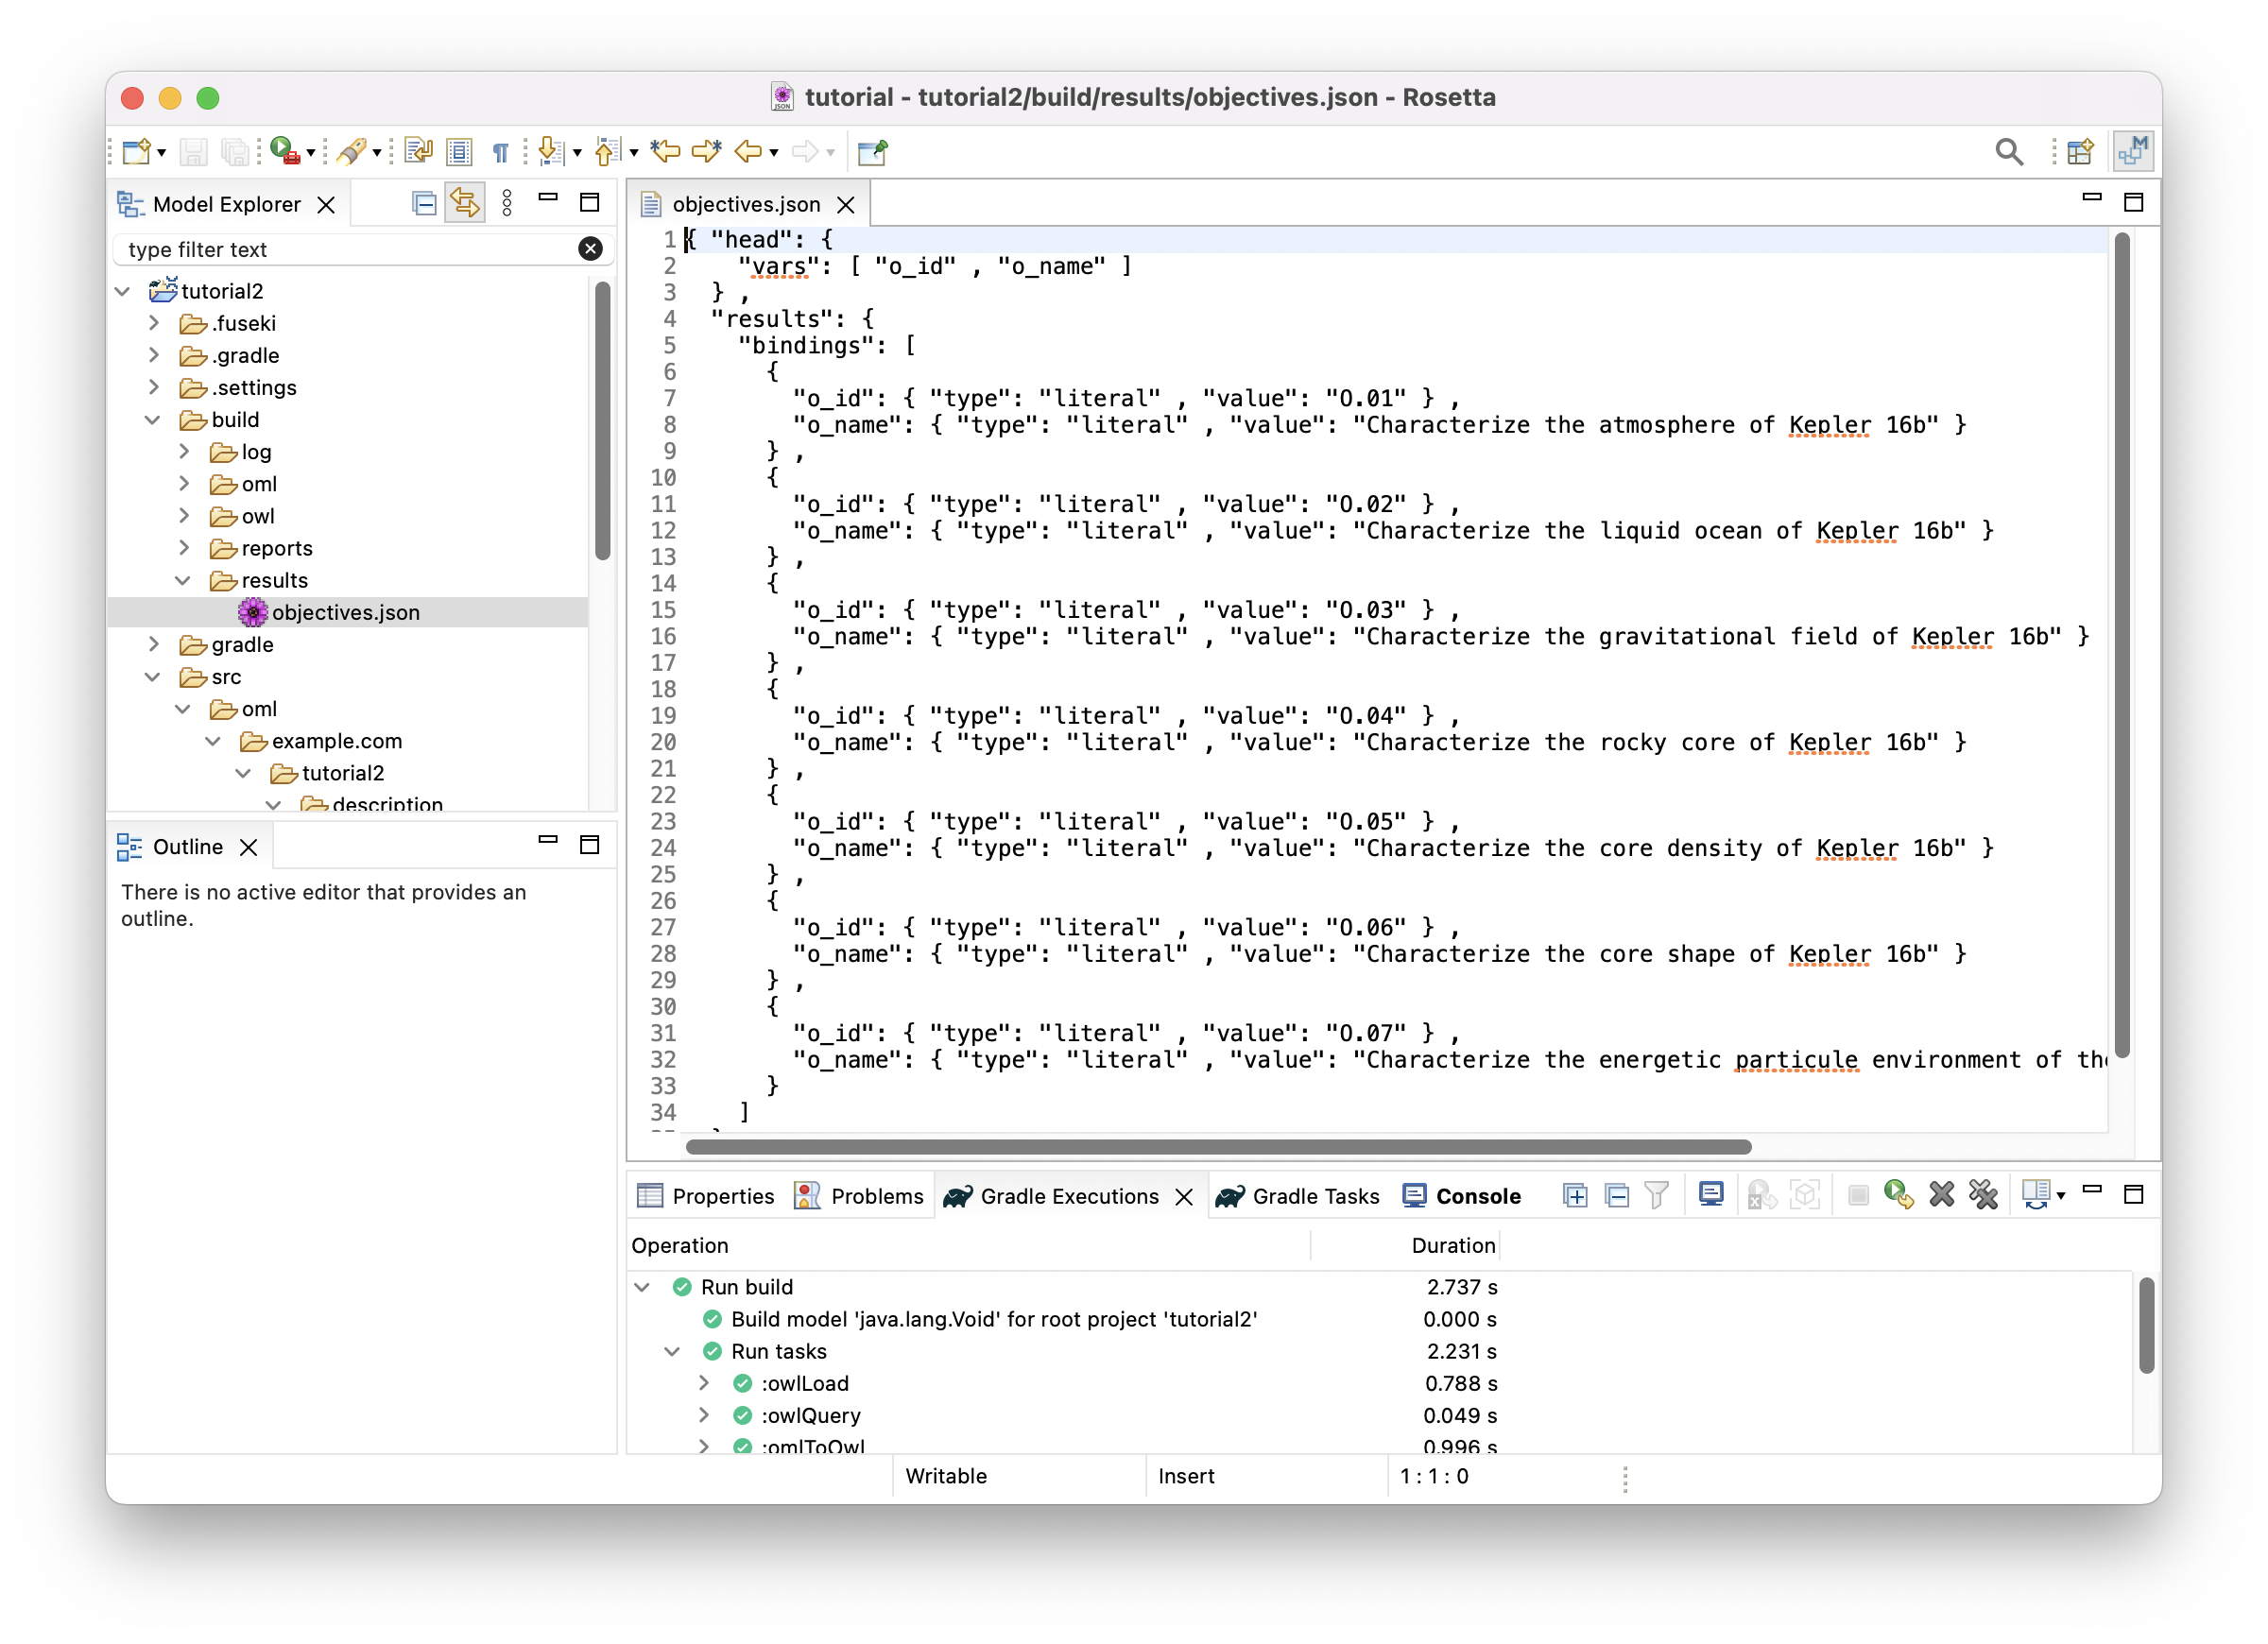 tutorial - tutorial2/build/results/objectives.json - Rosetta
Model Explorer
type filter text
tutorial2
.fuseki
.gradle
.settings
build
log
oml
owl
reports
results
objectives.json
gradle
src
oml
example.com
tutorial2
description
Outline
There is no active editor that provides an
outline.
objectives.json
1 { "head": {
2 "vars": [ "o_id" , "o_name" ]
3 } ,
4 "results": {
5 "bindings": [
6 {
7 "o_id": { "type": "literal" , "value": "O.01" } ,
8 "o_name": { "type": "literal" , "value": "Characterize the atmosphere of Kepler 16b" }
9 } ,
10 {
11 "o_id": { "type": "literal" , "value": "O.02" } ,
12 "o_name": { "type": "literal" , "value": "Characterize the liquid ocean of Kepler 16b" }
13 } ,
14 {
15 "o_id": { "type": "literal" , "value": "O.03" } ,
16 "o_name": { "type": "literal" , "value": "Characterize the gravitational field of Kepler 16b" }
17 } ,
18 {
19 "o_id": { "type": "literal" , "value": "O.04" } ,
20 "o_name": { "type": "literal" , "value": "Characterize the rocky core of Kepler 16b" }
21 } ,
22 {
23 "o_id": { "type": "literal" , "value": "O.05" } ,
24 "o_name": { "type": "literal" , "value": "Characterize the core density of Kepler 16b" }
25 } ,
26 {
27 "o_id": { "type": "literal" , "value": "O.06" } ,
28 "o_name": { "type": "literal" , "value": "Characterize the core shape of Kepler 16b" }
29 } ,
30 {
31 "o_id": { "type": "literal" , "value": "O.07" } ,
32 "o_name": { "type": "literal" , "value": "Characterize the energetic particule environment of the
33 }
34 ]
Properties Problems Gradle Executions Gradle Tasks Console
Operation Duration
Run build 2.737 s
Build model 'java.lang.Void' for root project 'tutorial2' 0.000 s
Run tasks 2.231 s
:owlLoad 0.788 s
:owlQuery 0.049 s
:omlToOwl 0.996 s
Writable Insert 1 : 1 : 0